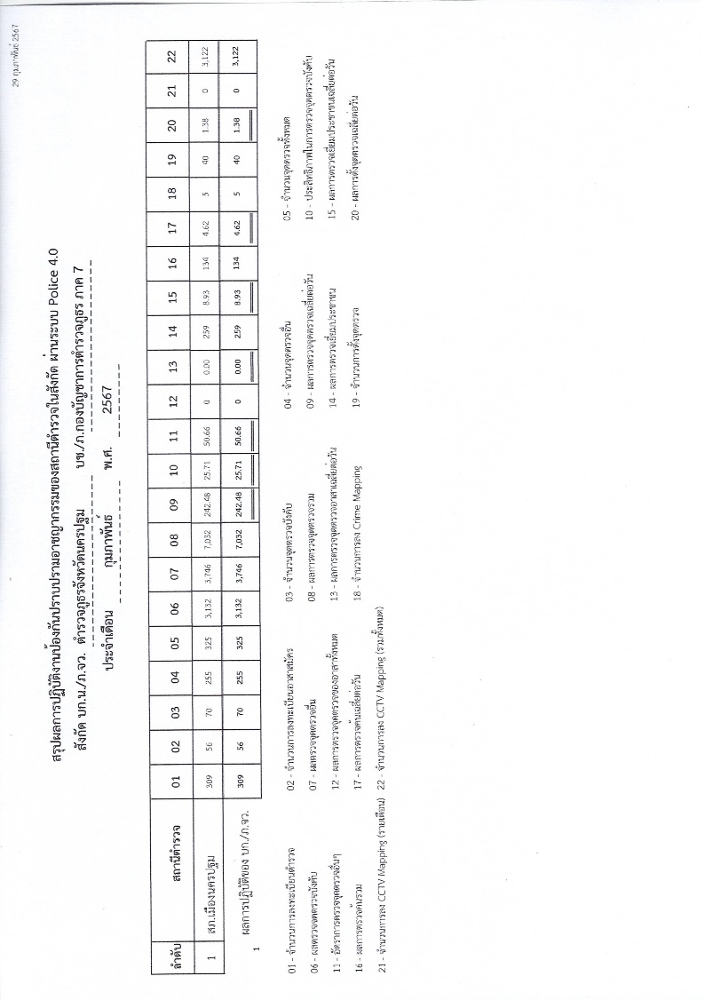 29 กุมภาพันธ์ 2567
สรุปผลการปฏิบัติงานป้องกันปราบปรามอาชญากรรมของสถานีตำรวจในสังกัด ผ่านระบบ Police 4.0
สังกัด บก.น./ภ.จว. ตำรวจภูธรจังหวัดนครปฐม บช./ภ.กองบัญชาการตำรวจภูธร ภาค 7
ประจำเดือน กุมภาพันธ์ พ.ศ. 2567
ลำดับ สถานีตำรวจ 01 02 03 04 05 06 07 08 09 10 11 12 13 14 15 16 17 18 19 20 21 22
1 สภ.เมืองนครปฐม 309 56 70 255 325 3,132 3,746 7,032 242.48 25.71 50.66 0 0.00 259 8.93 134 4.62 5 40 1.38 0 3,122
ผลการปฏิบัติของ บก./ภ.จว. 309 56 70 255 325 3,132 3,746 7,032 242.48 25.71 50.66 0 0.00 259 8.93 134 4.62 5 40 1.38 0 3,122
1
01 - จำนวนการลงทะเบียนตำรวจ 02 - จำนวนการลงทะเบียนอาสาสมัคร 03 - จำนวนจุดตรวจบังคับ 04 - จำนวนจุดตรวจอื่น 05 - จำนวนจุดตรวจทั้งหมด
06 - ผลตรวจจุดตรวจบังคับ 07 - ผลตรวจจุดตรวจอื่น 08 - ผลการตรวจจุดตรวจรวม 09 - ผลการตรวจจุดตรวจเฉลี่ยต่อวัน 10 - ประสิทธิภาพในการตรวจจุดตรวจบังคับ
11 - อัตราการตรวจจุดตรวจอื่นๆ 12 - ผลการตรวจจุดตรวจของอาสาทั้งหมด 13 - ผลการตรวจจุดตรวจอาสาเฉลี่ยต่อวัน 14 - ผลการตรวจเยี่ยมประชาชน 15 - ผลการตรวจเยี่ยมประชาชนเฉลี่ยต่อวัน
16 - ผลการตรวจค้นรวม 17 - ผลการตรวจค้นเฉลี่ยต่อวัน 18 - จำนวนการลง Crime Mapping 19 - จำนวนการตั้งจุดตรวจ 20 - ผลการตั้งจุดตรวจเฉลี่ยต่อวัน
21 - จำนวนการลง CCTV Mapping (รายเดือน) 22 - จำนวนการลง CCTV Mapping (รวมทั้งหมด)